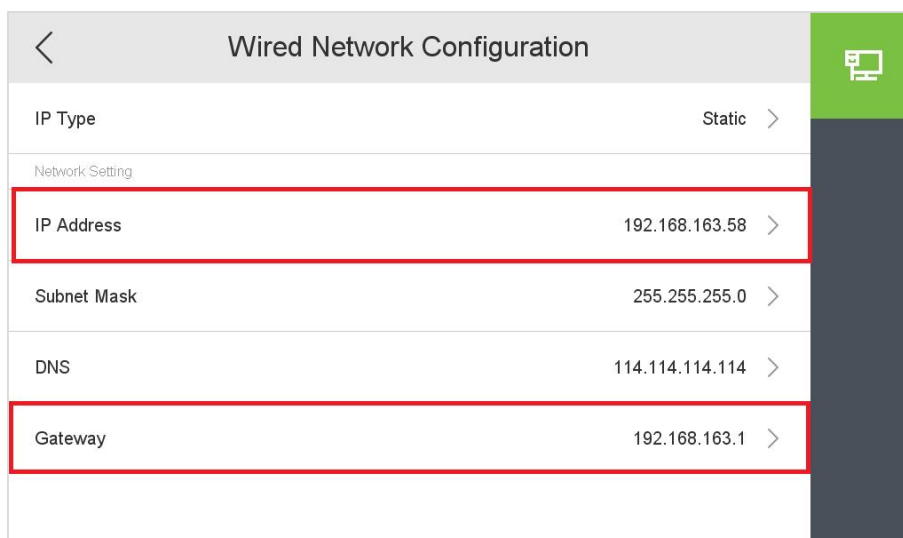 Wired Network Configuration
IP Type Static
Network Setting
IP Address 192.168.163.58
Subnet Mask 255.255.255.0
DNS 114.114.114.114
Gateway 192.168.163.1